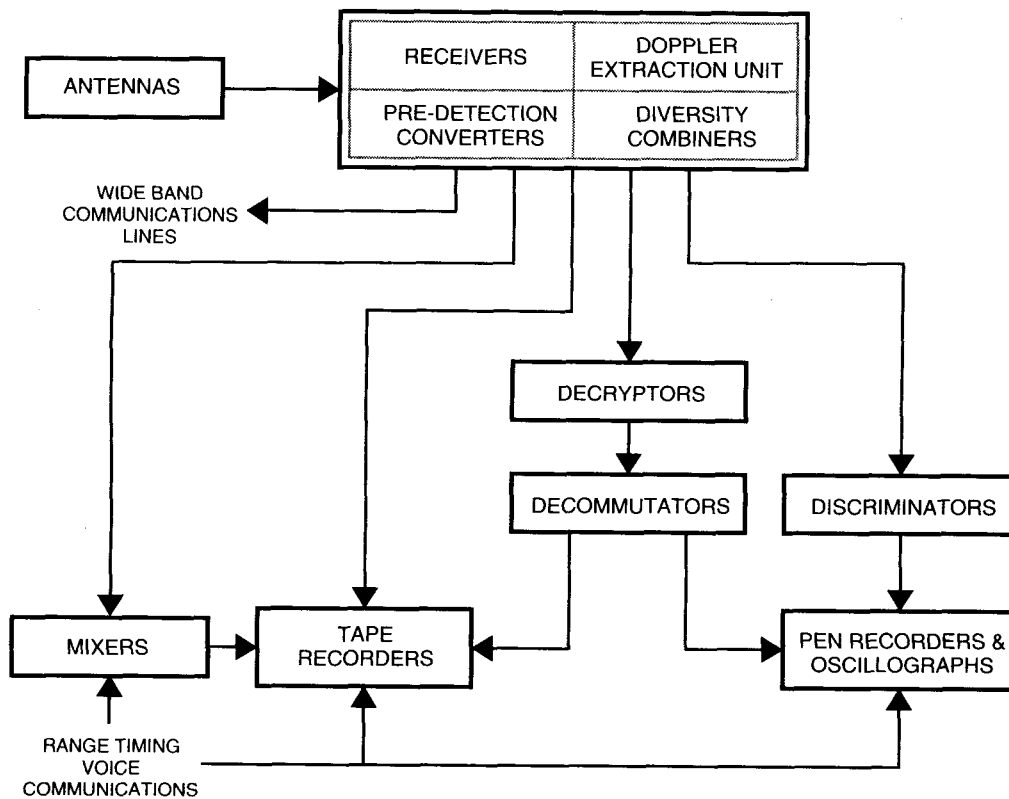 ANTENNAS
RECEIVERS
DOPPLER
EXTRACTION UNIT
PRE-DETECTION
CONVERTERS
DIVERSITY
COMBINERS
WIDE BAND
COMMUNICATIONS
LINES
DECRYPTORS
DECOMMUTATORS
DISCRIMINATORS
MIXERS
TAPE
RECORDERS
PEN RECORDERS &
OSCILLOGRAPHS
RANGE TIMING
VOICE
COMMUNICATIONS